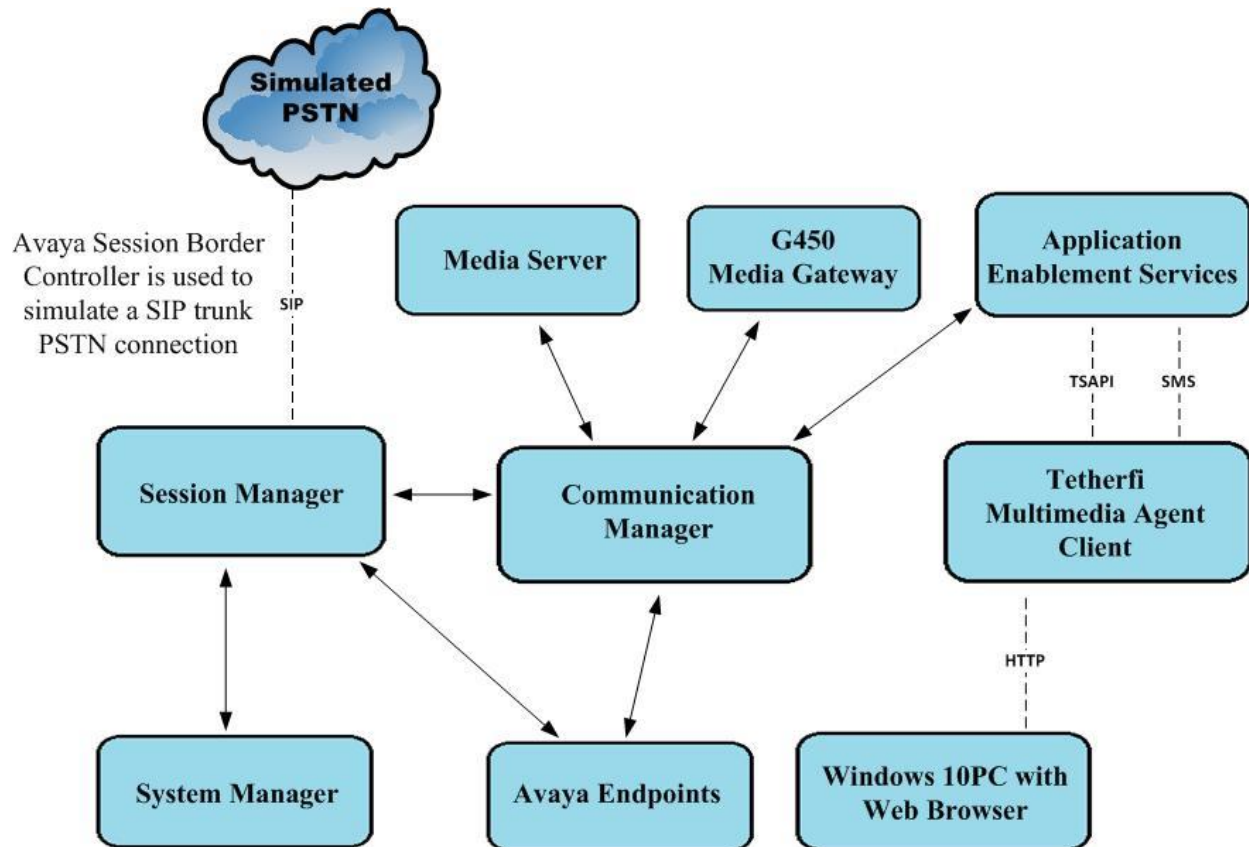 Simulated
PSTN
Avaya Session Border
Controller is used to
simulate a SIP trunk
PSTN connection
SIP
Media Server
G450
Media Gateway
Application
Enablement Services
TSAPI
SMS
Session Manager
Communication
Manager
Tetherfi
Multimedia Agent
Client
HTTP
System Manager
Avaya Endpoints
Windows 10PC with
Web Browser